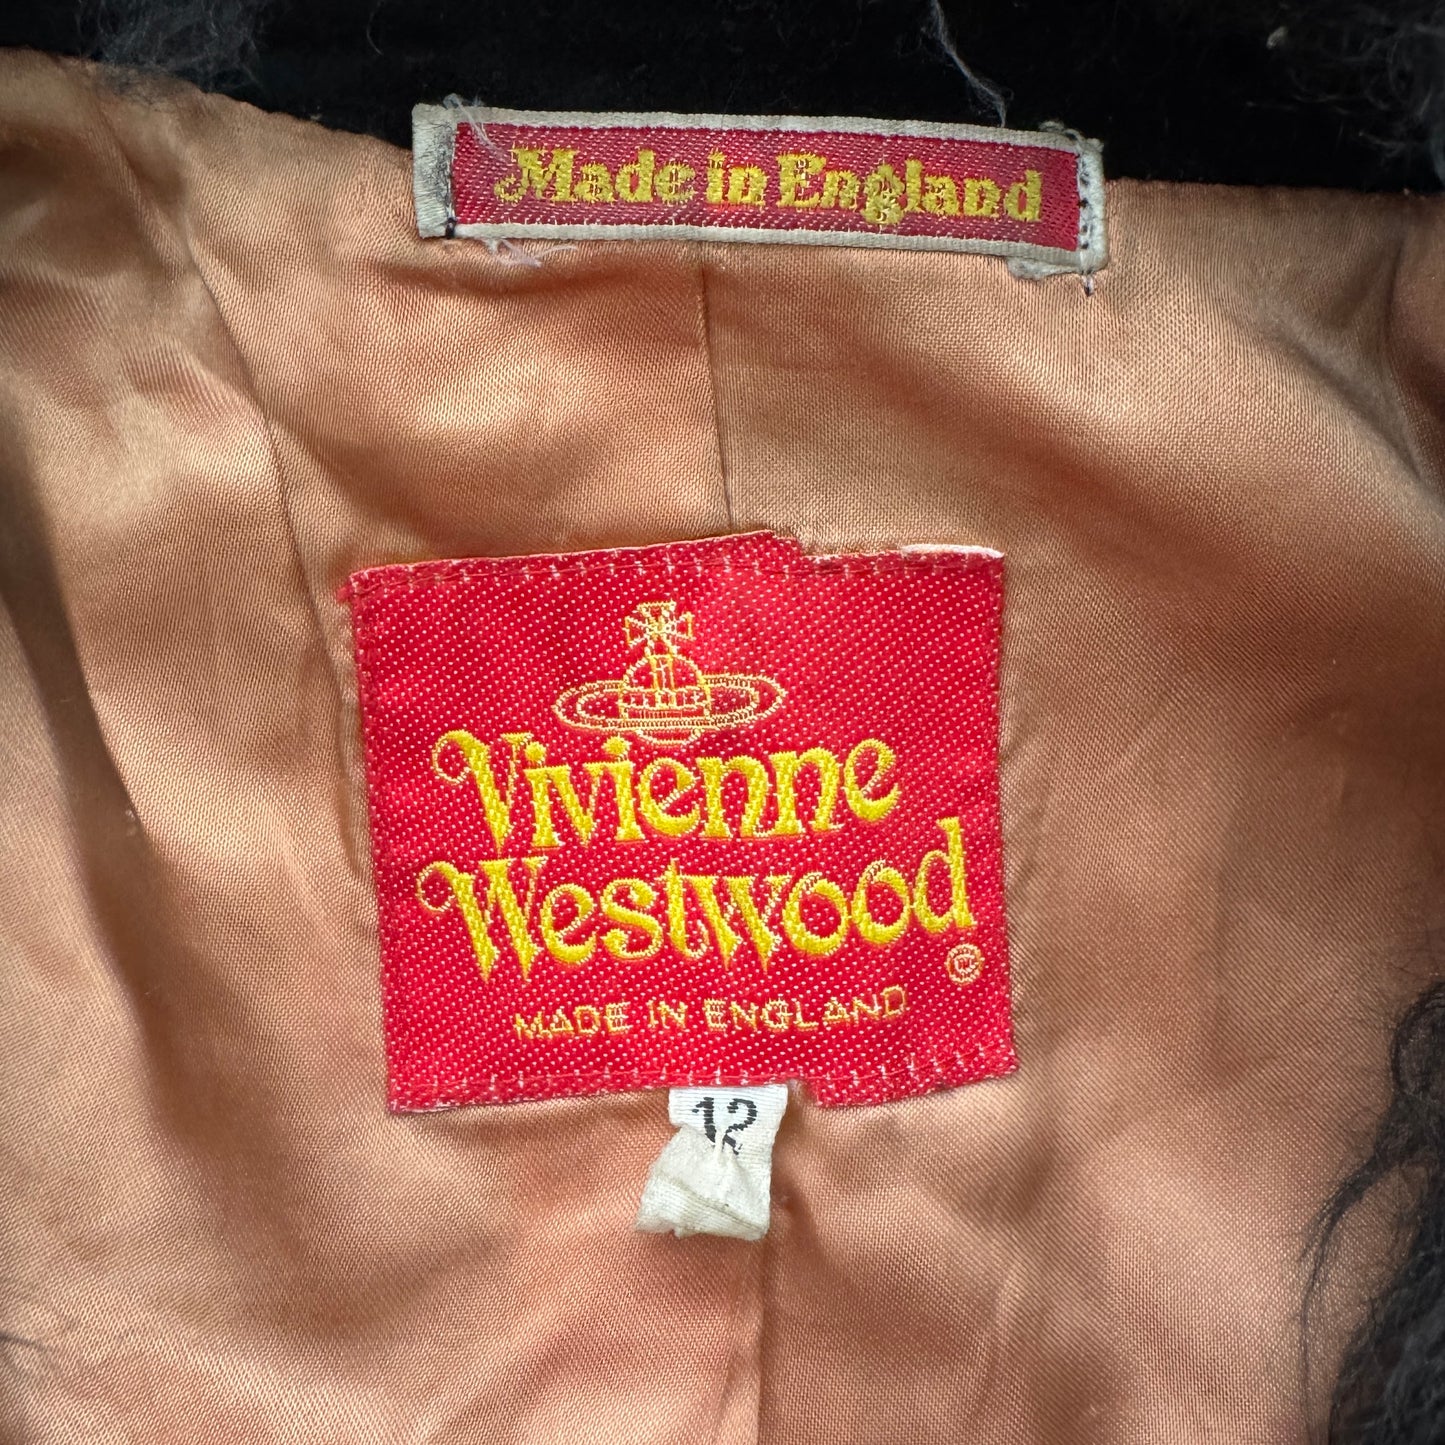 Made in England
Vivienne
Westwood
MADE IN ENGLAND
12